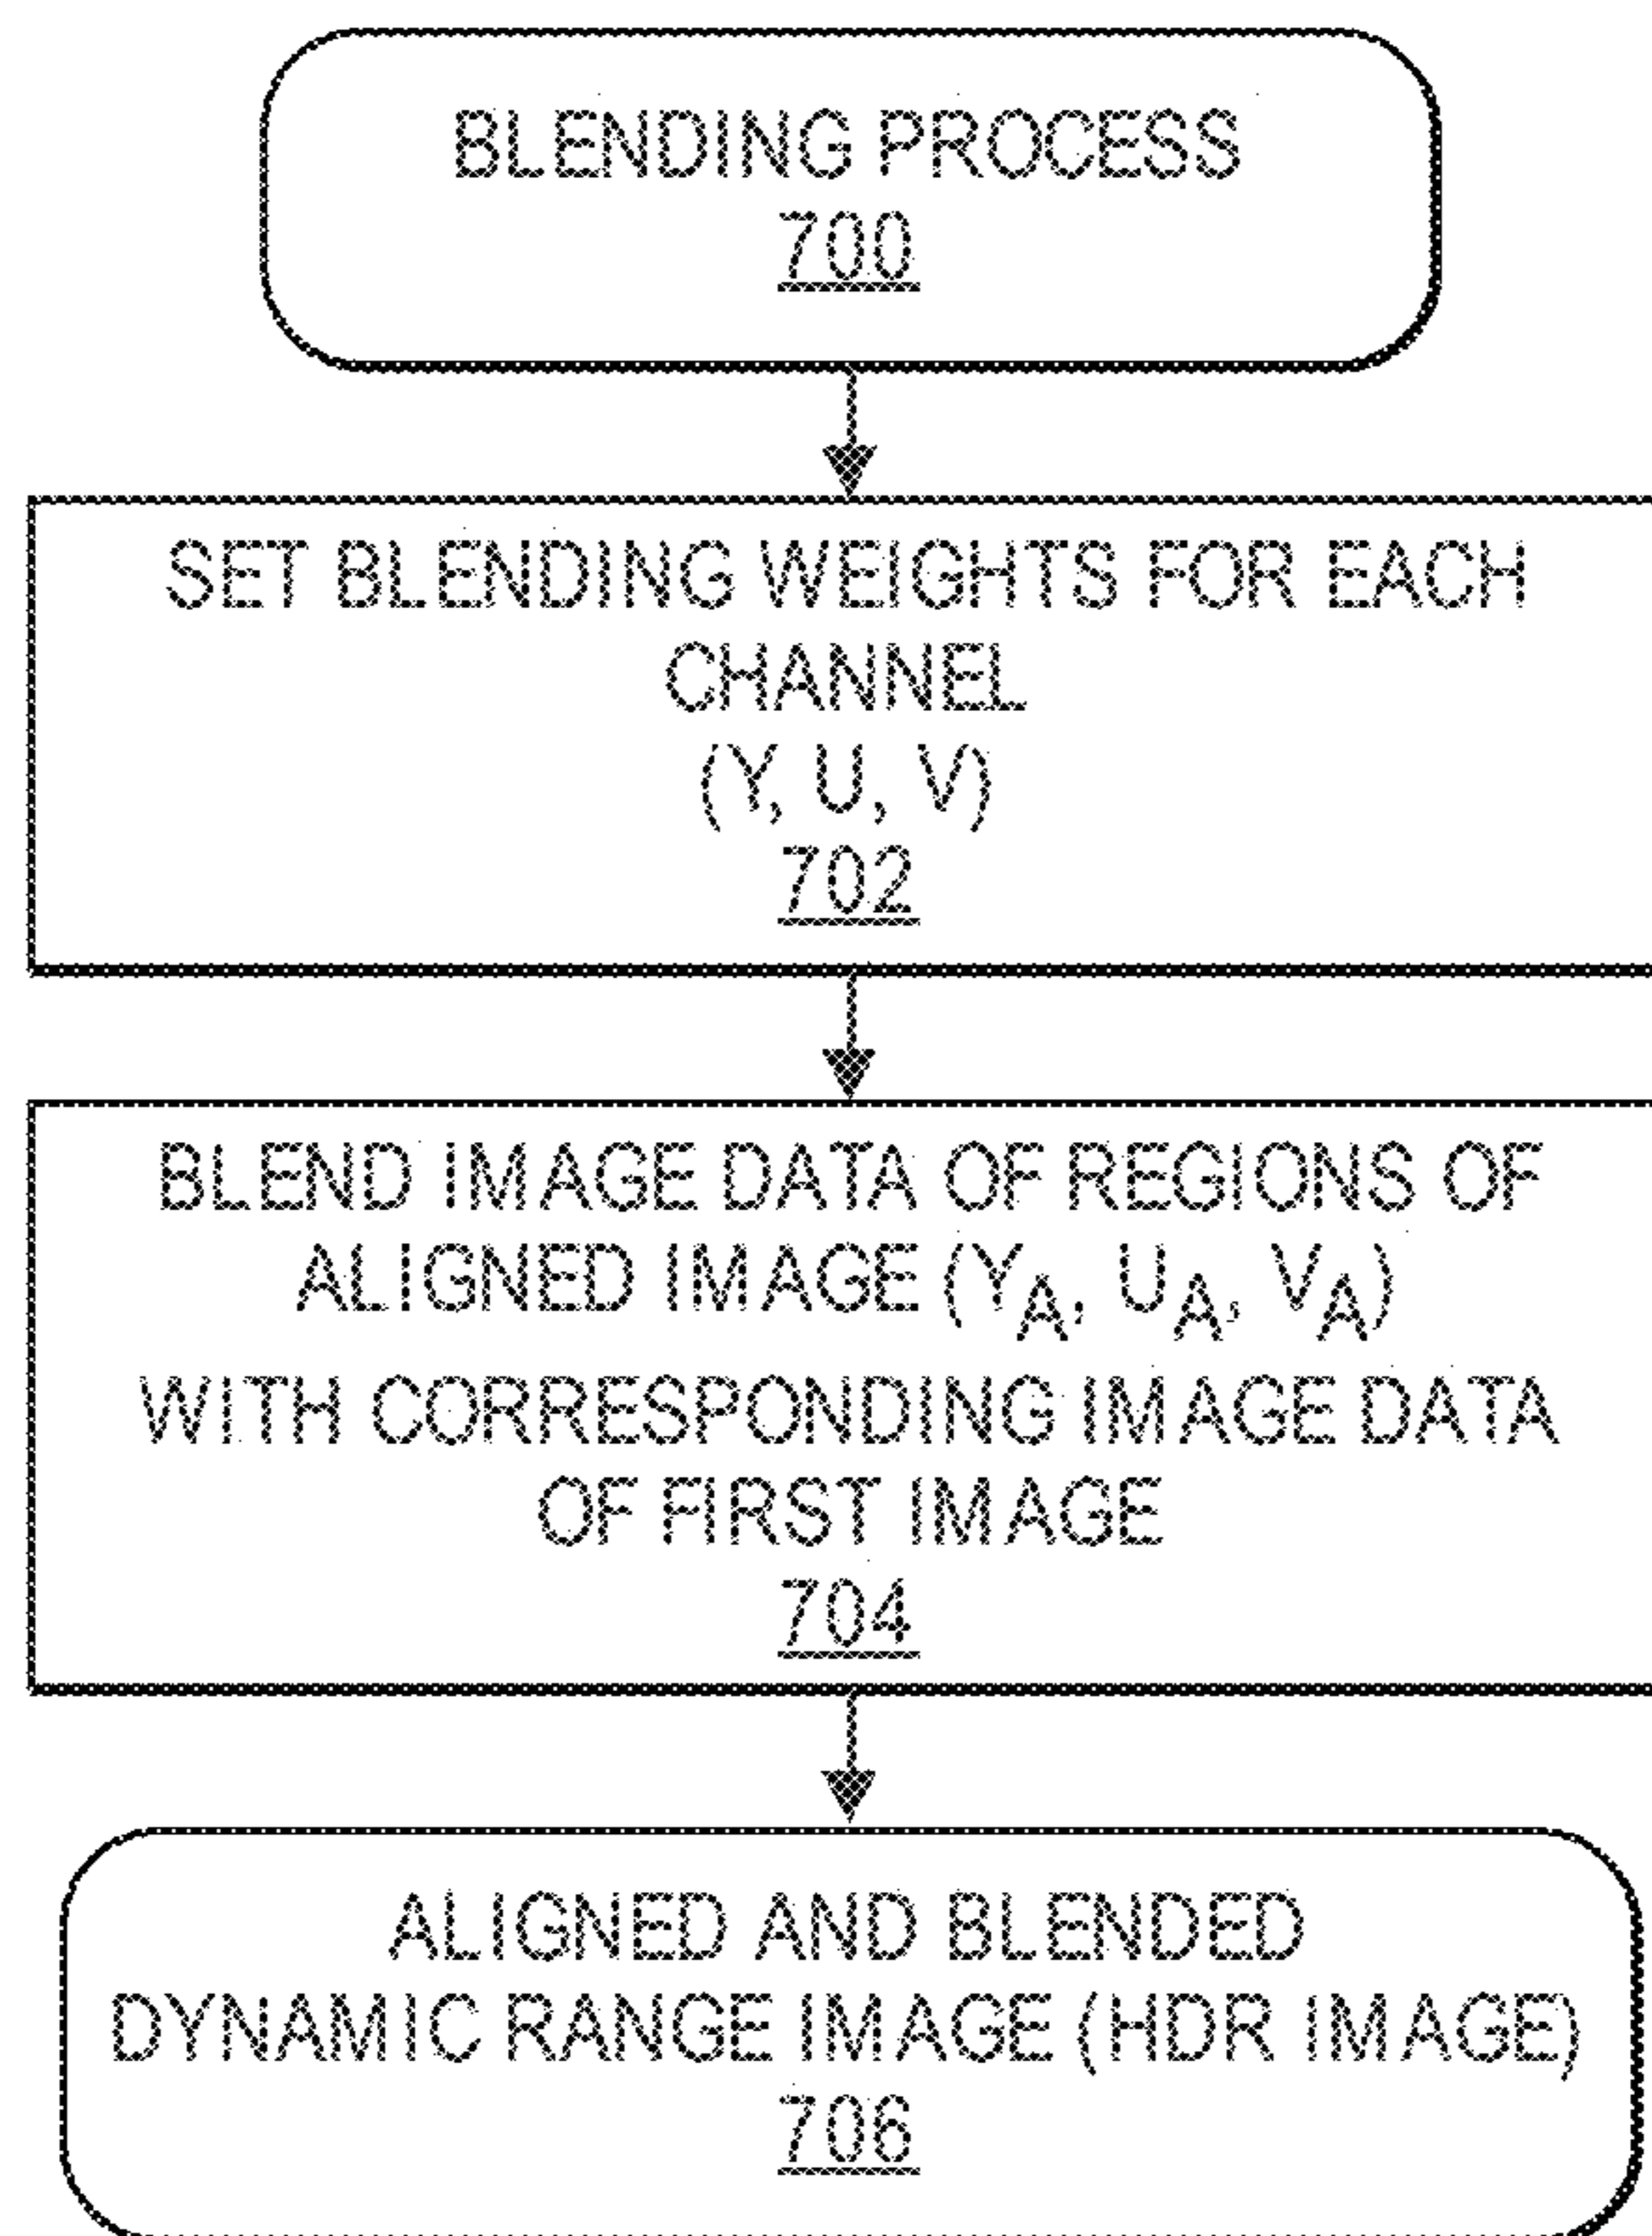 BLENDING PROCESS
700
SET BLENDING WEIGHTS FOR EACH
CHANNEL
(Y, U, V)
702
BLEND IMAGE DATA OF REGIONS OF
ALIGNED IMAGE (YA, UA, VA)
WITH CORRESPONDING IMAGE DATA
OF FIRST IMAGE
704
ALIGNED AND BLENDED
DYNAMIC RANGE IMAGE (HDR IMAGE)
706